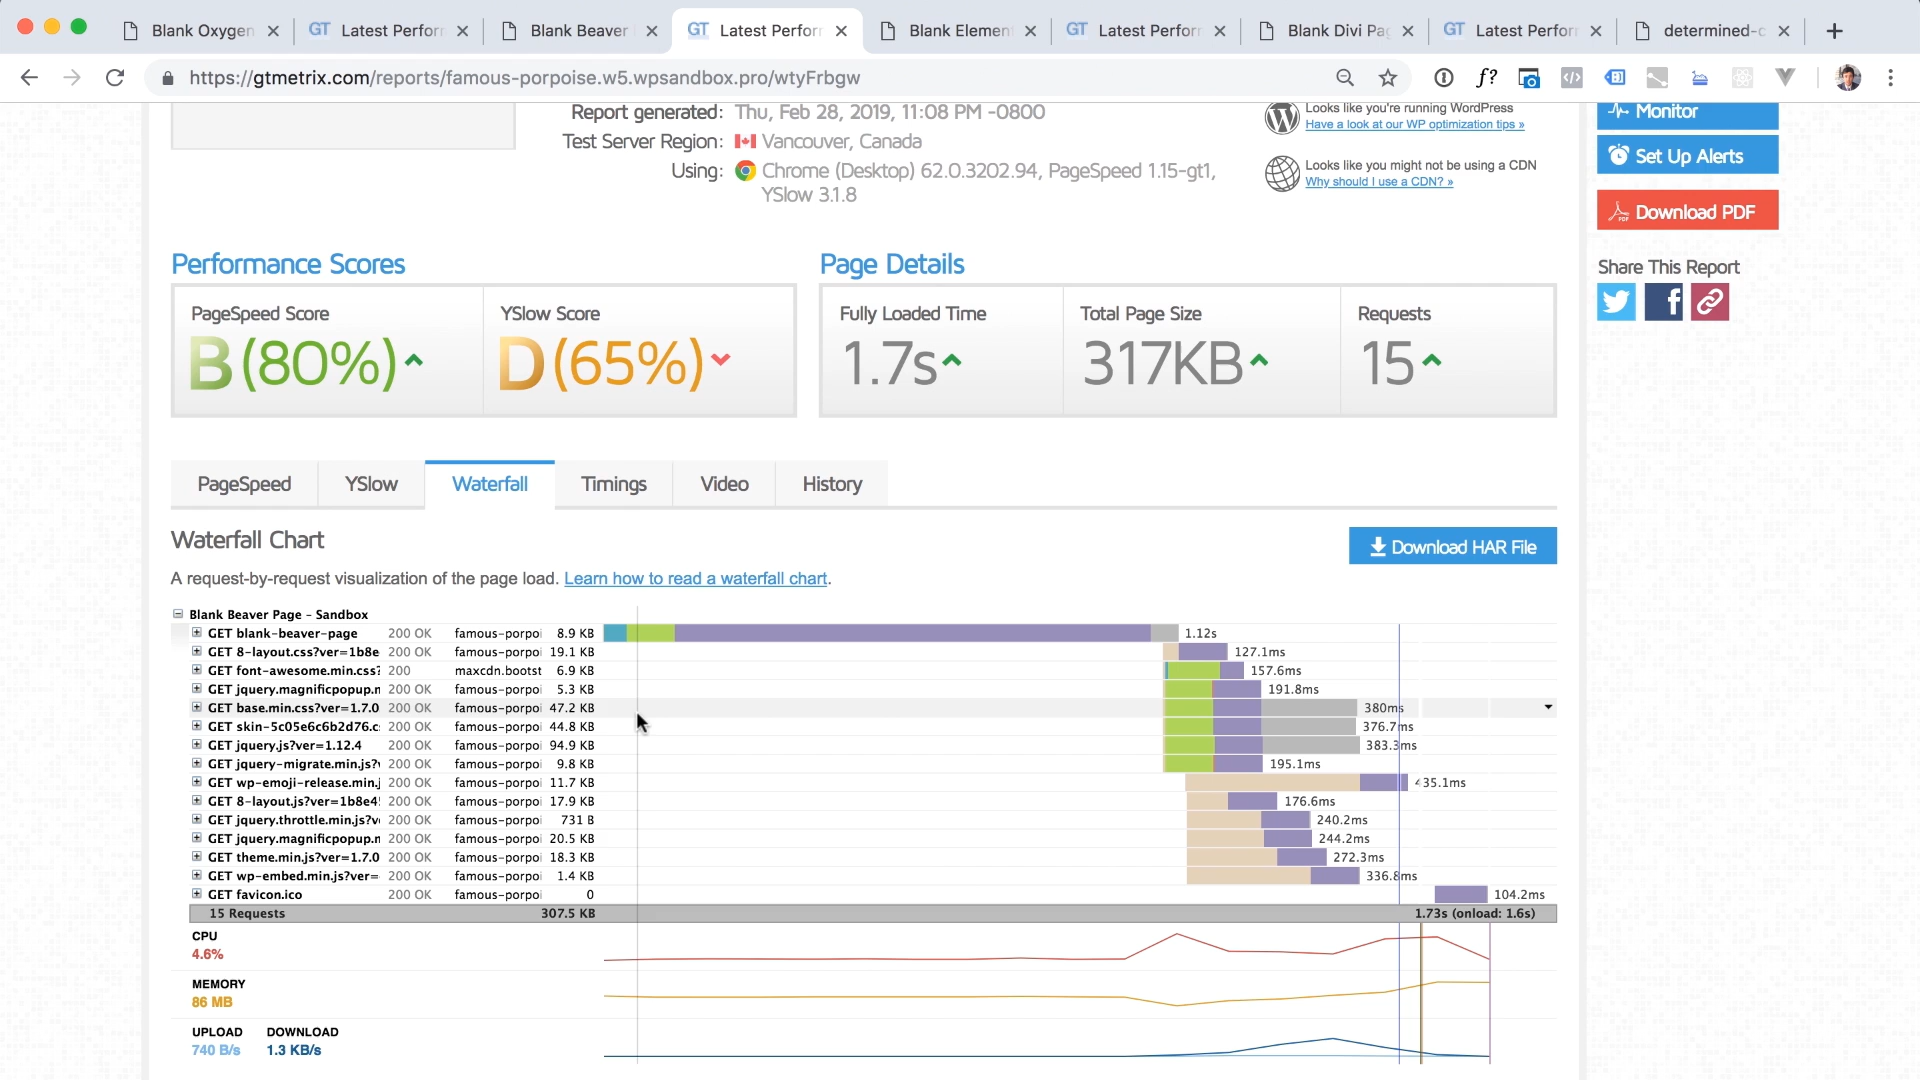 Blank Oxygen
GT Latest Perform
Blank Beaver
GT Latest Perform
Blank Element
GT Latest Perform
Blank Divi Pag
GT Latest Perform
determined-c
https://gtmetrix.com/reports/famous-porpoise.w5.wpsandbox.pro/wtyFrbgw
f?
Report generated: Thu, Feb 28, 2019, 11:08 PM -0800
Test Server Region: Vancouver, Canada
Using: Chrome (Desktop) 62.0.3202.94, PageSpeed 1.15-gt1,
YSlow 3.1.8
Looks like you're running WordPress
Have a look at our WP optimization tips »
Looks like you might not be using a CDN
Why should I use a CDN? »
Monitor
Set Up Alerts
PDF Download PDF
Share This Report
Performance Scores
PageSpeed Score
B (80%)
YSlow Score
D (65%)
Page Details
Fully Loaded Time
1.7s
Total Page Size
317KB
Requests
15
PageSpeed
YSlow
Waterfall
Timings
Video
History
Waterfall Chart
Download HAR File
A request-by-request visualization of the page load. Learn how to read a waterfall chart.
Blank Beaver Page - Sandbox
GET blank-beaver-page 200 OK famous-porpoi 8.9 KB 1.12s
GET 8-layout.css?ver=1b8e 200 OK famous-porpoi 19.1 KB 127.1ms
GET font-awesome.min.css? 200 maxcdn.bootst 6.9 KB 157.6ms
GET jquery.magnificpopup.n 200 OK famous-porpoi 5.3 KB 191.8ms
GET base.min.css?ver=1.7.0 200 OK famous-porpoi 47.2 KB 380ms
GET skin-5c05e6c6b2d76.c 200 OK famous-porpoi 44.8 KB 376.7ms
GET jquery.js?ver=1.12.4 200 OK famous-porpoi 94.9 KB 383.3ms
GET jquery-migrate.min.js?v 200 OK famous-porpoi 9.8 KB 195.1ms
GET wp-emoji-release.min.j 200 OK famous-porpoi 11.7 KB 435.1ms
GET 8-layout.js?ver=1b8e4 200 OK famous-porpoi 17.9 KB 176.6ms
GET jquery.throttle.min.js?v 200 OK famous-porpoi 731 B 240.2ms
GET jquery.magnificpopup.n 200 OK famous-porpoi 20.5 KB 244.2ms
GET theme.min.js?ver=1.7.0 200 OK famous-porpoi 18.3 KB 272.3ms
GET wp-embed.min.js?ver= 200 OK famous-porpoi 1.4 KB 336.8ms
GET favicon.ico 200 OK famous-porpoi 0 104.2ms
15 Requests 307.5 KB 1.73s (onload: 1.6s)
CPU
4.6%
MEMORY
86 MB
UPLOAD DOWNLOAD
740 B/s 1.3 KB/s